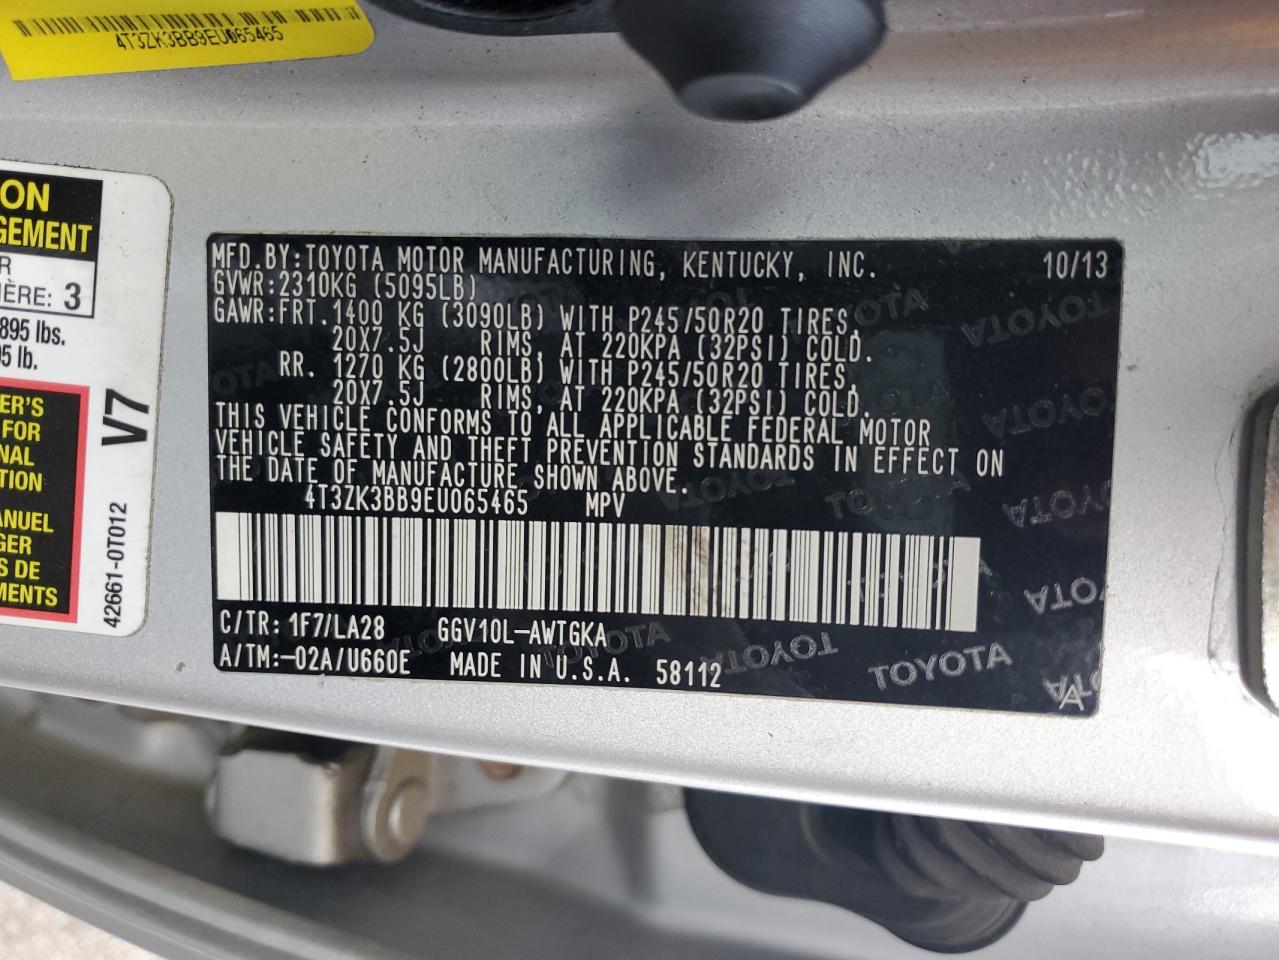 4T3ZK3BB9EU065465
ON
GEMENT
R
IÈRE: 3
895 lbs.
95 lb.
ER'S
FOR
NAL
TION
ANUEL
GER
S DE
MENTS
V7
42661-0T012
MFD.BY:TOYOTA MOTOR MANUFACTURING, KENTUCKY, INC. 10/13
GVWR:2310KG (5095LB)
GAWR:FRT.1400 KG (3090LB) WITH P245/50R20 TIRES,
20X7.5J RIMS, AT 220KPA (32PSI) COLD.
RR. 1270 KG (2800LB) WITH P245/50R20 TIRES,
20X7.5J RIMS, AT 220KPA (32PSI) COLD.
THIS VEHICLE CONFORMS TO ALL APPLICABLE FEDERAL MOTOR
VEHICLE SAFETY AND THEFT PREVENTION STANDARDS IN EFFECT ON
THE DATE OF MANUFACTURE SHOWN ABOVE.
4T3ZK3BB9EU065465 MPV
C/TR:1F7/LA28 GGV10L-AWTGKA
A/TM:-02A/U660E MADE IN U.S.A. 58112
TOYOTA
A